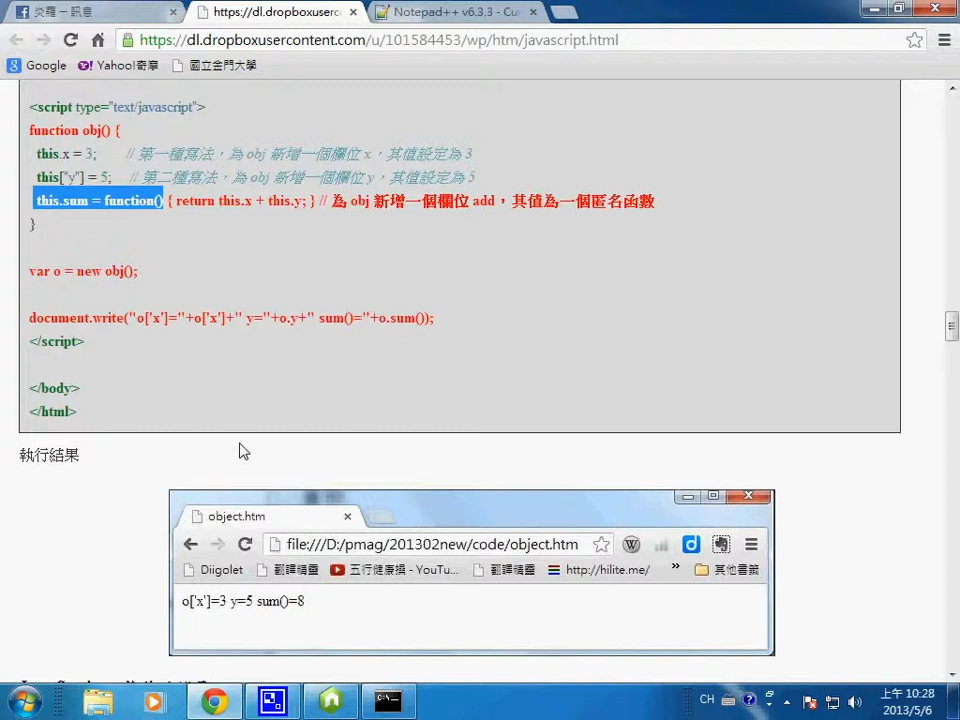 炎羅－訊息
https://dl.dropboxuserco
Notepad++ v6.3.3 - Cu
https://dl.dropboxusercontent.com/u/101584453/wp/htm/javascript.html
Google Yahoo!奇摩 國立金門大學
<script type="text/javascript">
function obj() {
this.x = 3; // 第一種寫法，為 obj 新增一個欄位 x，其值設定為 3
this["y"] = 5; // 第二種寫法，為 obj 新增一個欄位 y，其值設定為 5
this.sum = function() { return this.x + this.y; } // 為 obj 新增一個欄位 add，其值為一個匿名函數
}
var o = new obj();
document.write("o['x']="+o['x']+" y="+o.y+" sum()="+o.sum());
</script>
</body>
</html>
執行結果
object.htm
file:///D:/pmag/201302new/code/object.htm
Diigolet 翻譯精靈 五行健康操 - YouTu... 翻譯精靈 http://hilite.me/ » 其他書籤
o['x']=3 y=5 sum()=8
CH
上午 10:28
2013/5/6